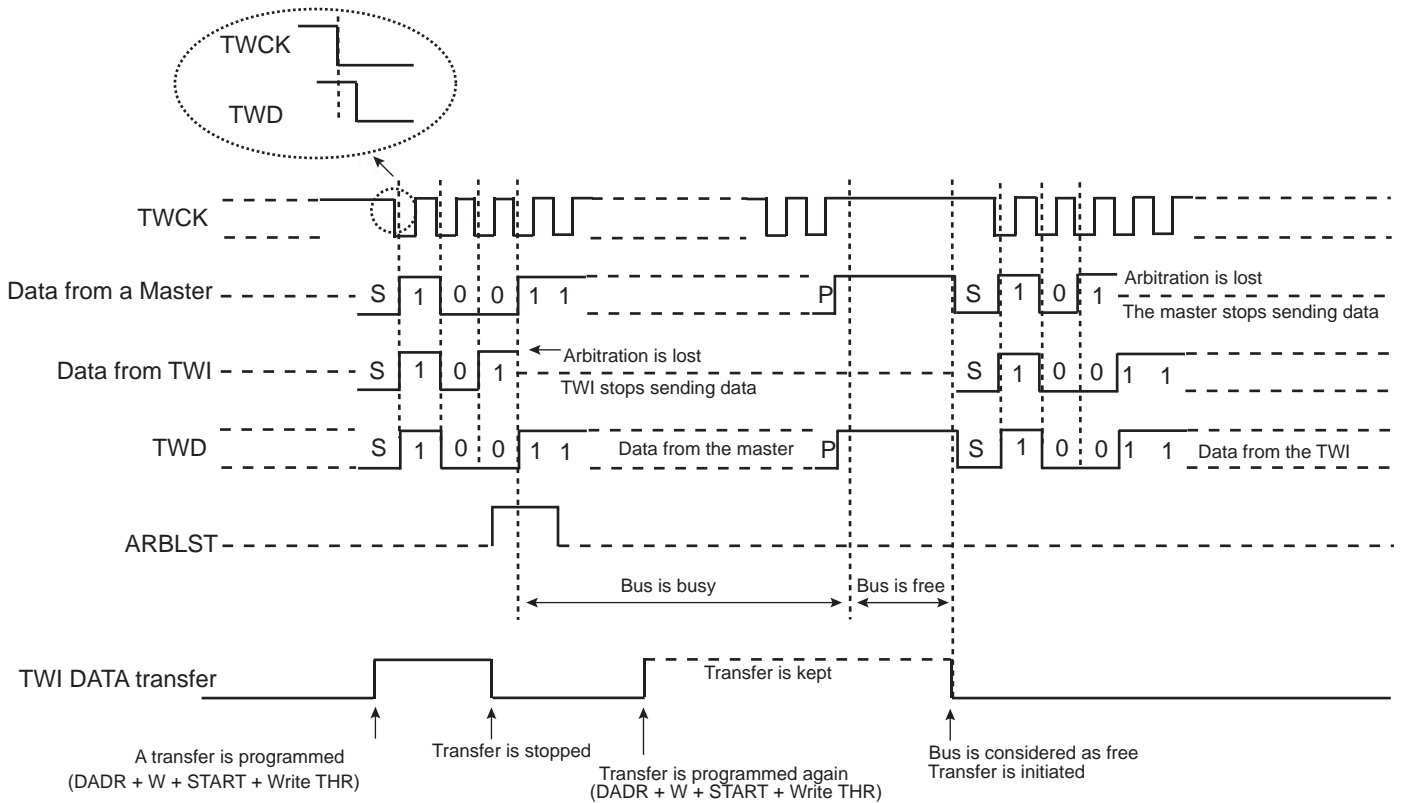 TWCK
TWD
TWCK
Data from a Master S 1 0 0 1 1 P S 1 0 1 Arbitration is lost
The master stops sending data
Data from TWI S 1 0 1 Arbitration is lost S 1 0 0 1 1
TWI stops sending data
TWD S 1 0 0 1 1 Data from the master P S 1 0 0 1 1 Data from the TWI
ARBLST
Bus is busy Bus is free
TWI DATA transfer Transfer is kept
A transfer is programmed
(DADR + W + START + Write THR)
Transfer is stopped
Transfer is programmed again
(DADR + W + START + Write THR)
Bus is considered as free
Transfer is initiated